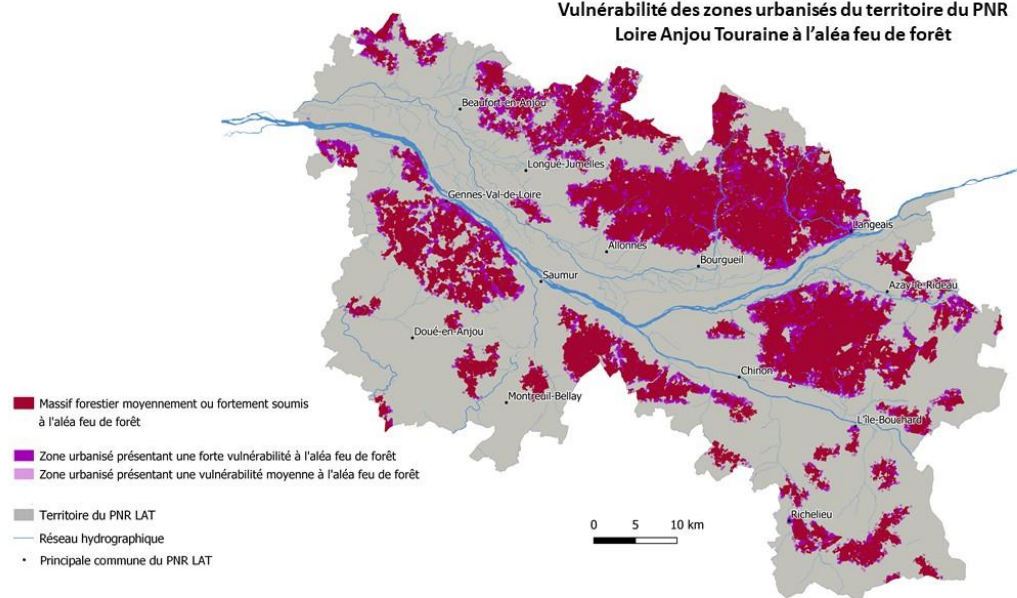 Vulnérabilité des zones urbanisés du territoire du PNR
Loire Anjou Touraine à l'aléa feu de forêt
Beaufort-en-Anjou
Longué-Jumelles
Gennes-Val-de-Loire
Langeais
Allonnes
Bourgueil
Saumur
Azay-le-Rideau
Doué-en-Anjou
Chinon
Montreuil-Bellay
L'île-Bouchard
Richelieu
Massif forestier moyennement ou fortement soumis
à l'aléa feu de forêt
Zone urbanisé présentant une forte vulnérabilité à l'aléa feu de forêt
Zone urbanisé présentant une vulnérabilité moyenne à l'aléa feu de forêt
Territoire du PNR LAT
Réseau hydrographique
Principale commune du PNR LAT
0 5 10 km